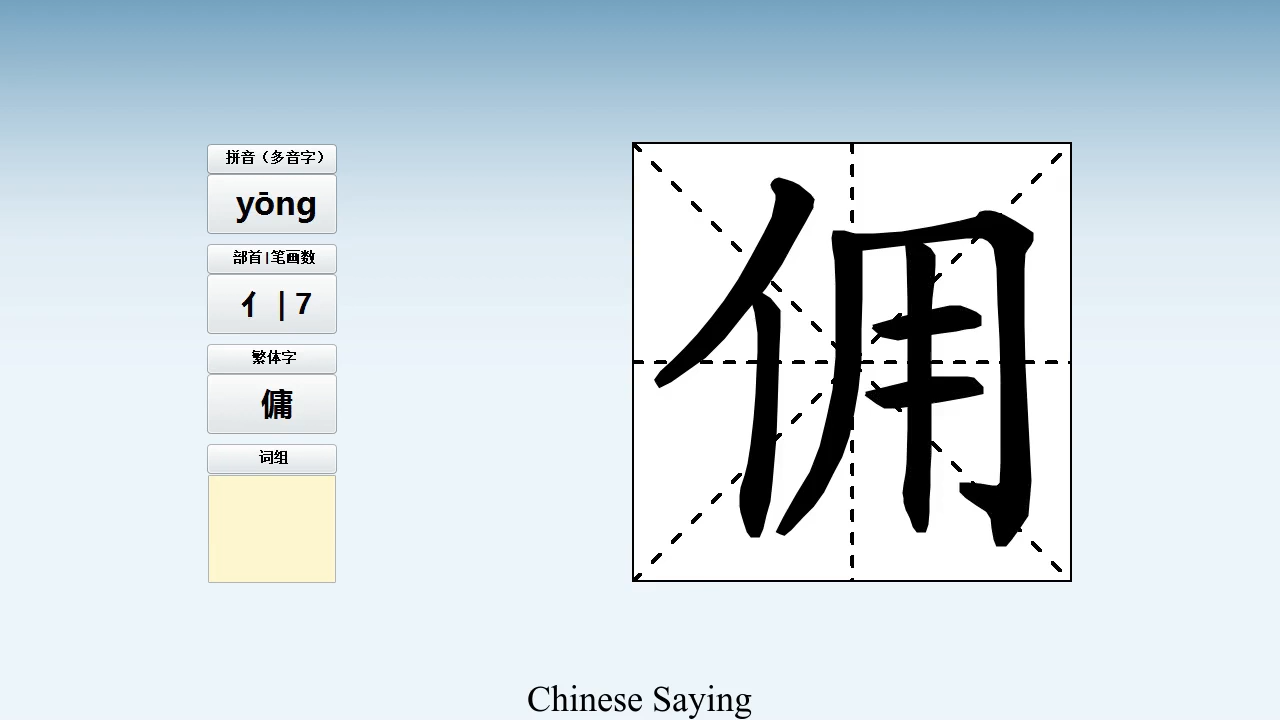 拼音（多音字）
yōng
部首|笔画数
亻 | 7
繁体字
傭
词组
佣
Chinese Saying